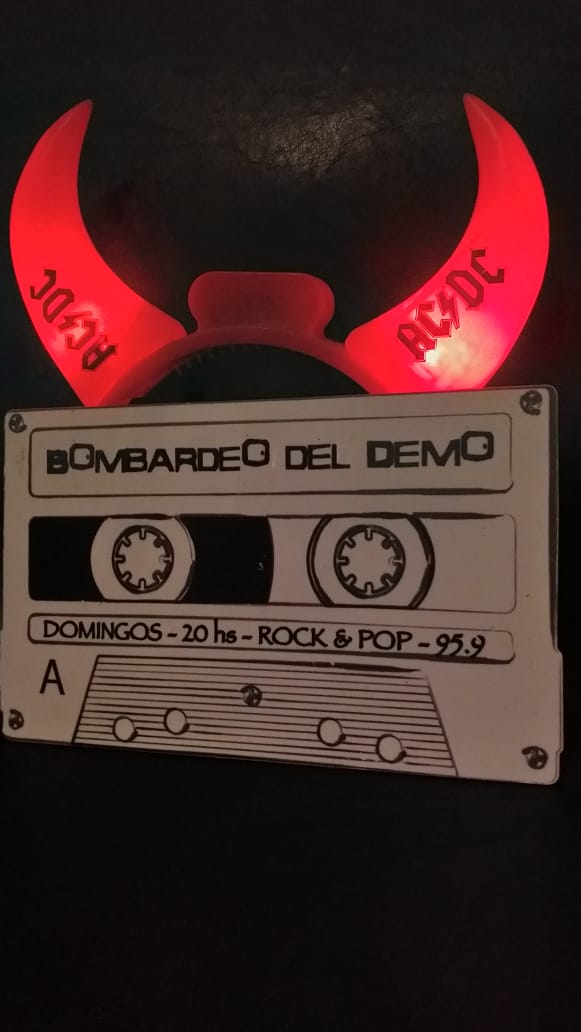 AC⚡DC
AC⚡DC
BOMBARDEO DEL DEMO
DOMINGOS - 20 hs - ROCK & POP - 95.9
A